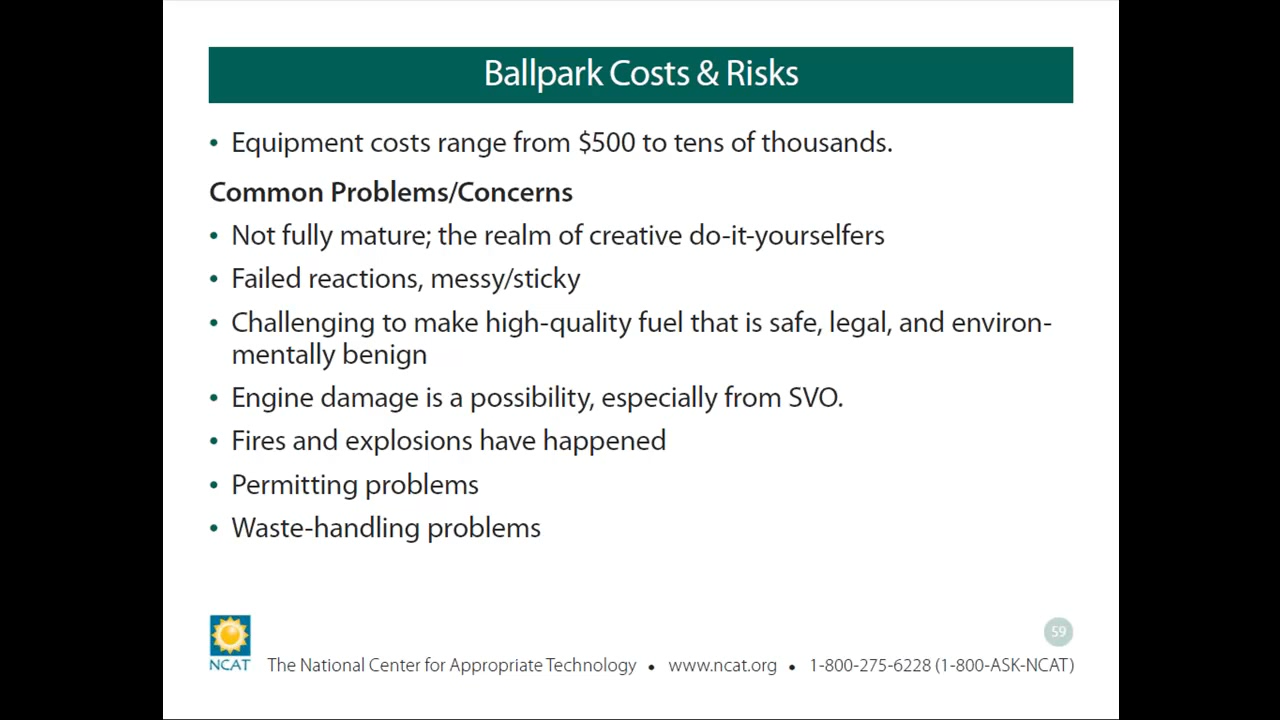 Ballpark Costs & Risks
• Equipment costs range from $500 to tens of thousands.
Common Problems/Concerns
• Not fully mature; the realm of creative do-it-yourselfers
• Failed reactions, messy/sticky
• Challenging to make high-quality fuel that is safe, legal, and environ-
mentally benign
• Engine damage is a possibility, especially from SVO.
• Fires and explosions have happened
• Permitting problems
• Waste-handling problems
59
NCAT The National Center for Appropriate Technology • www.ncat.org • 1-800-275-6228 (1-800-ASK-NCAT)